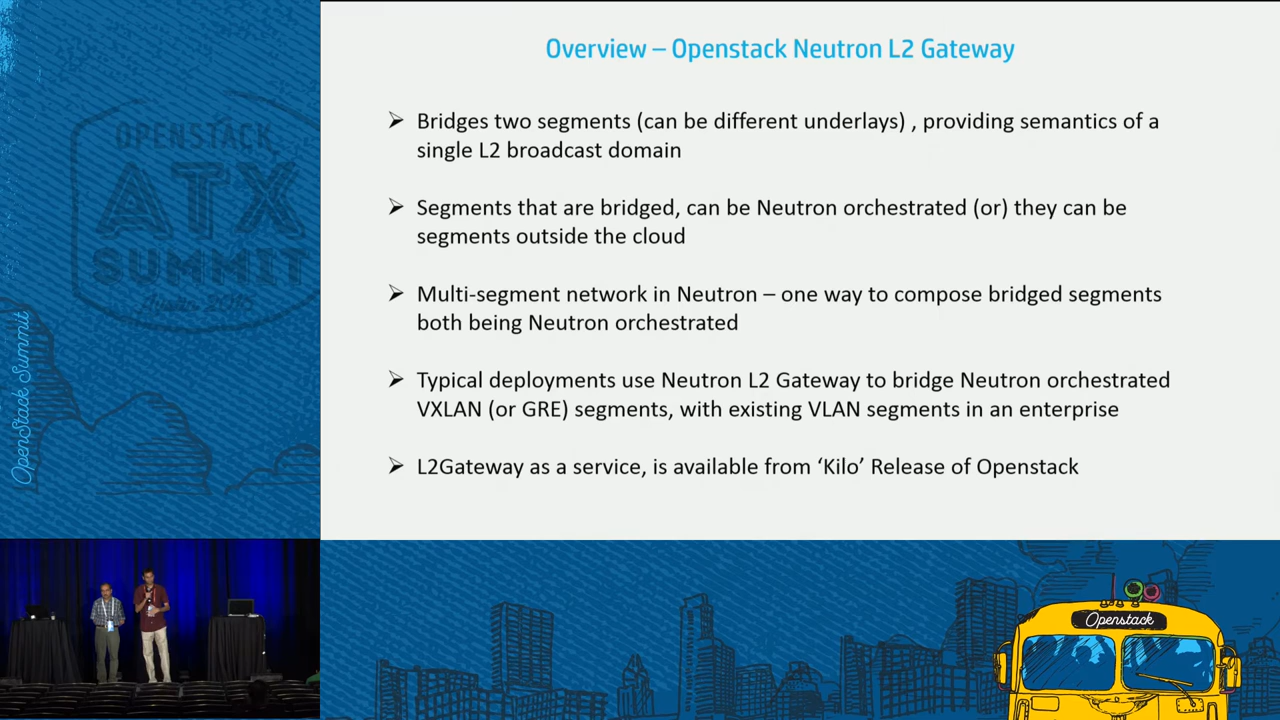 Overview – Openstack Neutron L2 Gateway
Bridges two segments (can be different underlays) , providing semantics of a
single L2 broadcast domain
Segments that are bridged, can be Neutron orchestrated (or) they can be
segments outside the cloud
Multi-segment network in Neutron – one way to compose bridged segments
both being Neutron orchestrated
Typical deployments use Neutron L2 Gateway to bridge Neutron orchestrated
VXLAN (or GRE) segments, with existing VLAN segments in an enterprise
L2Gateway as a service, is available from ‘Kilo’ Release of Openstack
OPENSTACK
ATX
SUMMIT
Austin 2016
OpenStack Summit
Openstack